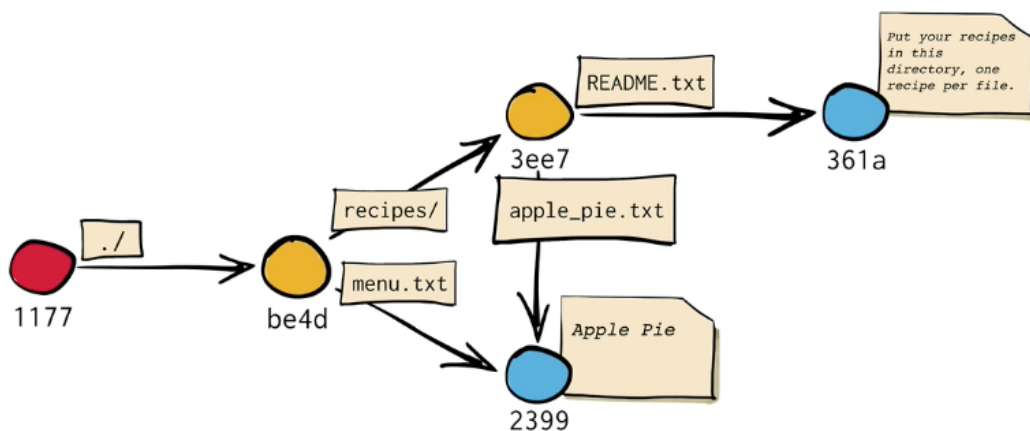 Put your recipes
in this
directory, one
recipe per file.
README.txt
3ee7
361a
recipes/
apple_pie.txt
./
menu.txt
1177
be4d
Apple Pie
2399